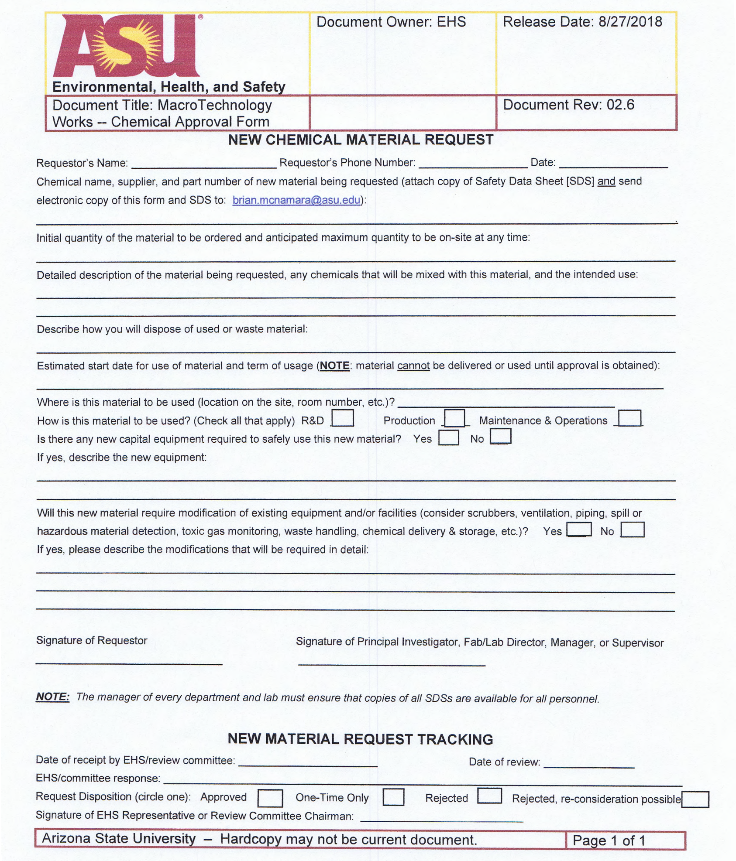 ASU
Environmental, Health, and Safety
Document Owner: EHS
Release Date: 8/27/2018
Document Title: MacroTechnology
Works -- Chemical Approval Form
Document Rev: 02.6
NEW CHEMICAL MATERIAL REQUEST
Requestor's Name: Requestor's Phone Number: Date:
Chemical name, supplier, and part number of new material being requested (attach copy of Safety Data Sheet [SDS] and send
electronic copy of this form and SDS to: brian.mcnamara@asu.edu):
Initial quantity of the material to be ordered and anticipated maximum quantity to be on-site at any time:
Detailed description of the material being requested, any chemicals that will be mixed with this material, and the intended use:
Describe how you will dispose of used or waste material:
Estimated start date for use of material and term of usage (NOTE: material cannot be delivered or used until approval is obtained):
Where is this material to be used (location on the site, room number, etc.)?
How is this material to be used? (Check all that apply) R&D Production Maintenance & Operations
Is there any new capital equipment required to safely use this new material? Yes No
If yes, describe the new equipment:
Will this new material require modification of existing equipment and/or facilities (consider scrubbers, ventilation, piping, spill or
hazardous material detection, toxic gas monitoring, waste handling, chemical delivery & storage, etc.)? Yes No
If yes, please describe the modifications that will be required in detail:
Signature of Requestor
Signature of Principal Investigator, Fab/Lab Director, Manager, or Supervisor
NOTE: The manager of every department and lab must ensure that copies of all SDSs are available for all personnel.
NEW MATERIAL REQUEST TRACKING
Date of receipt by EHS/review committee: Date of review:
EHS/committee response:
Request Disposition (circle one): Approved One-Time Only Rejected Rejected, re-consideration possible
Signature of EHS Representative or Review Committee Chairman:
Arizona State University – Hardcopy may not be current document.
Page 1 of 1